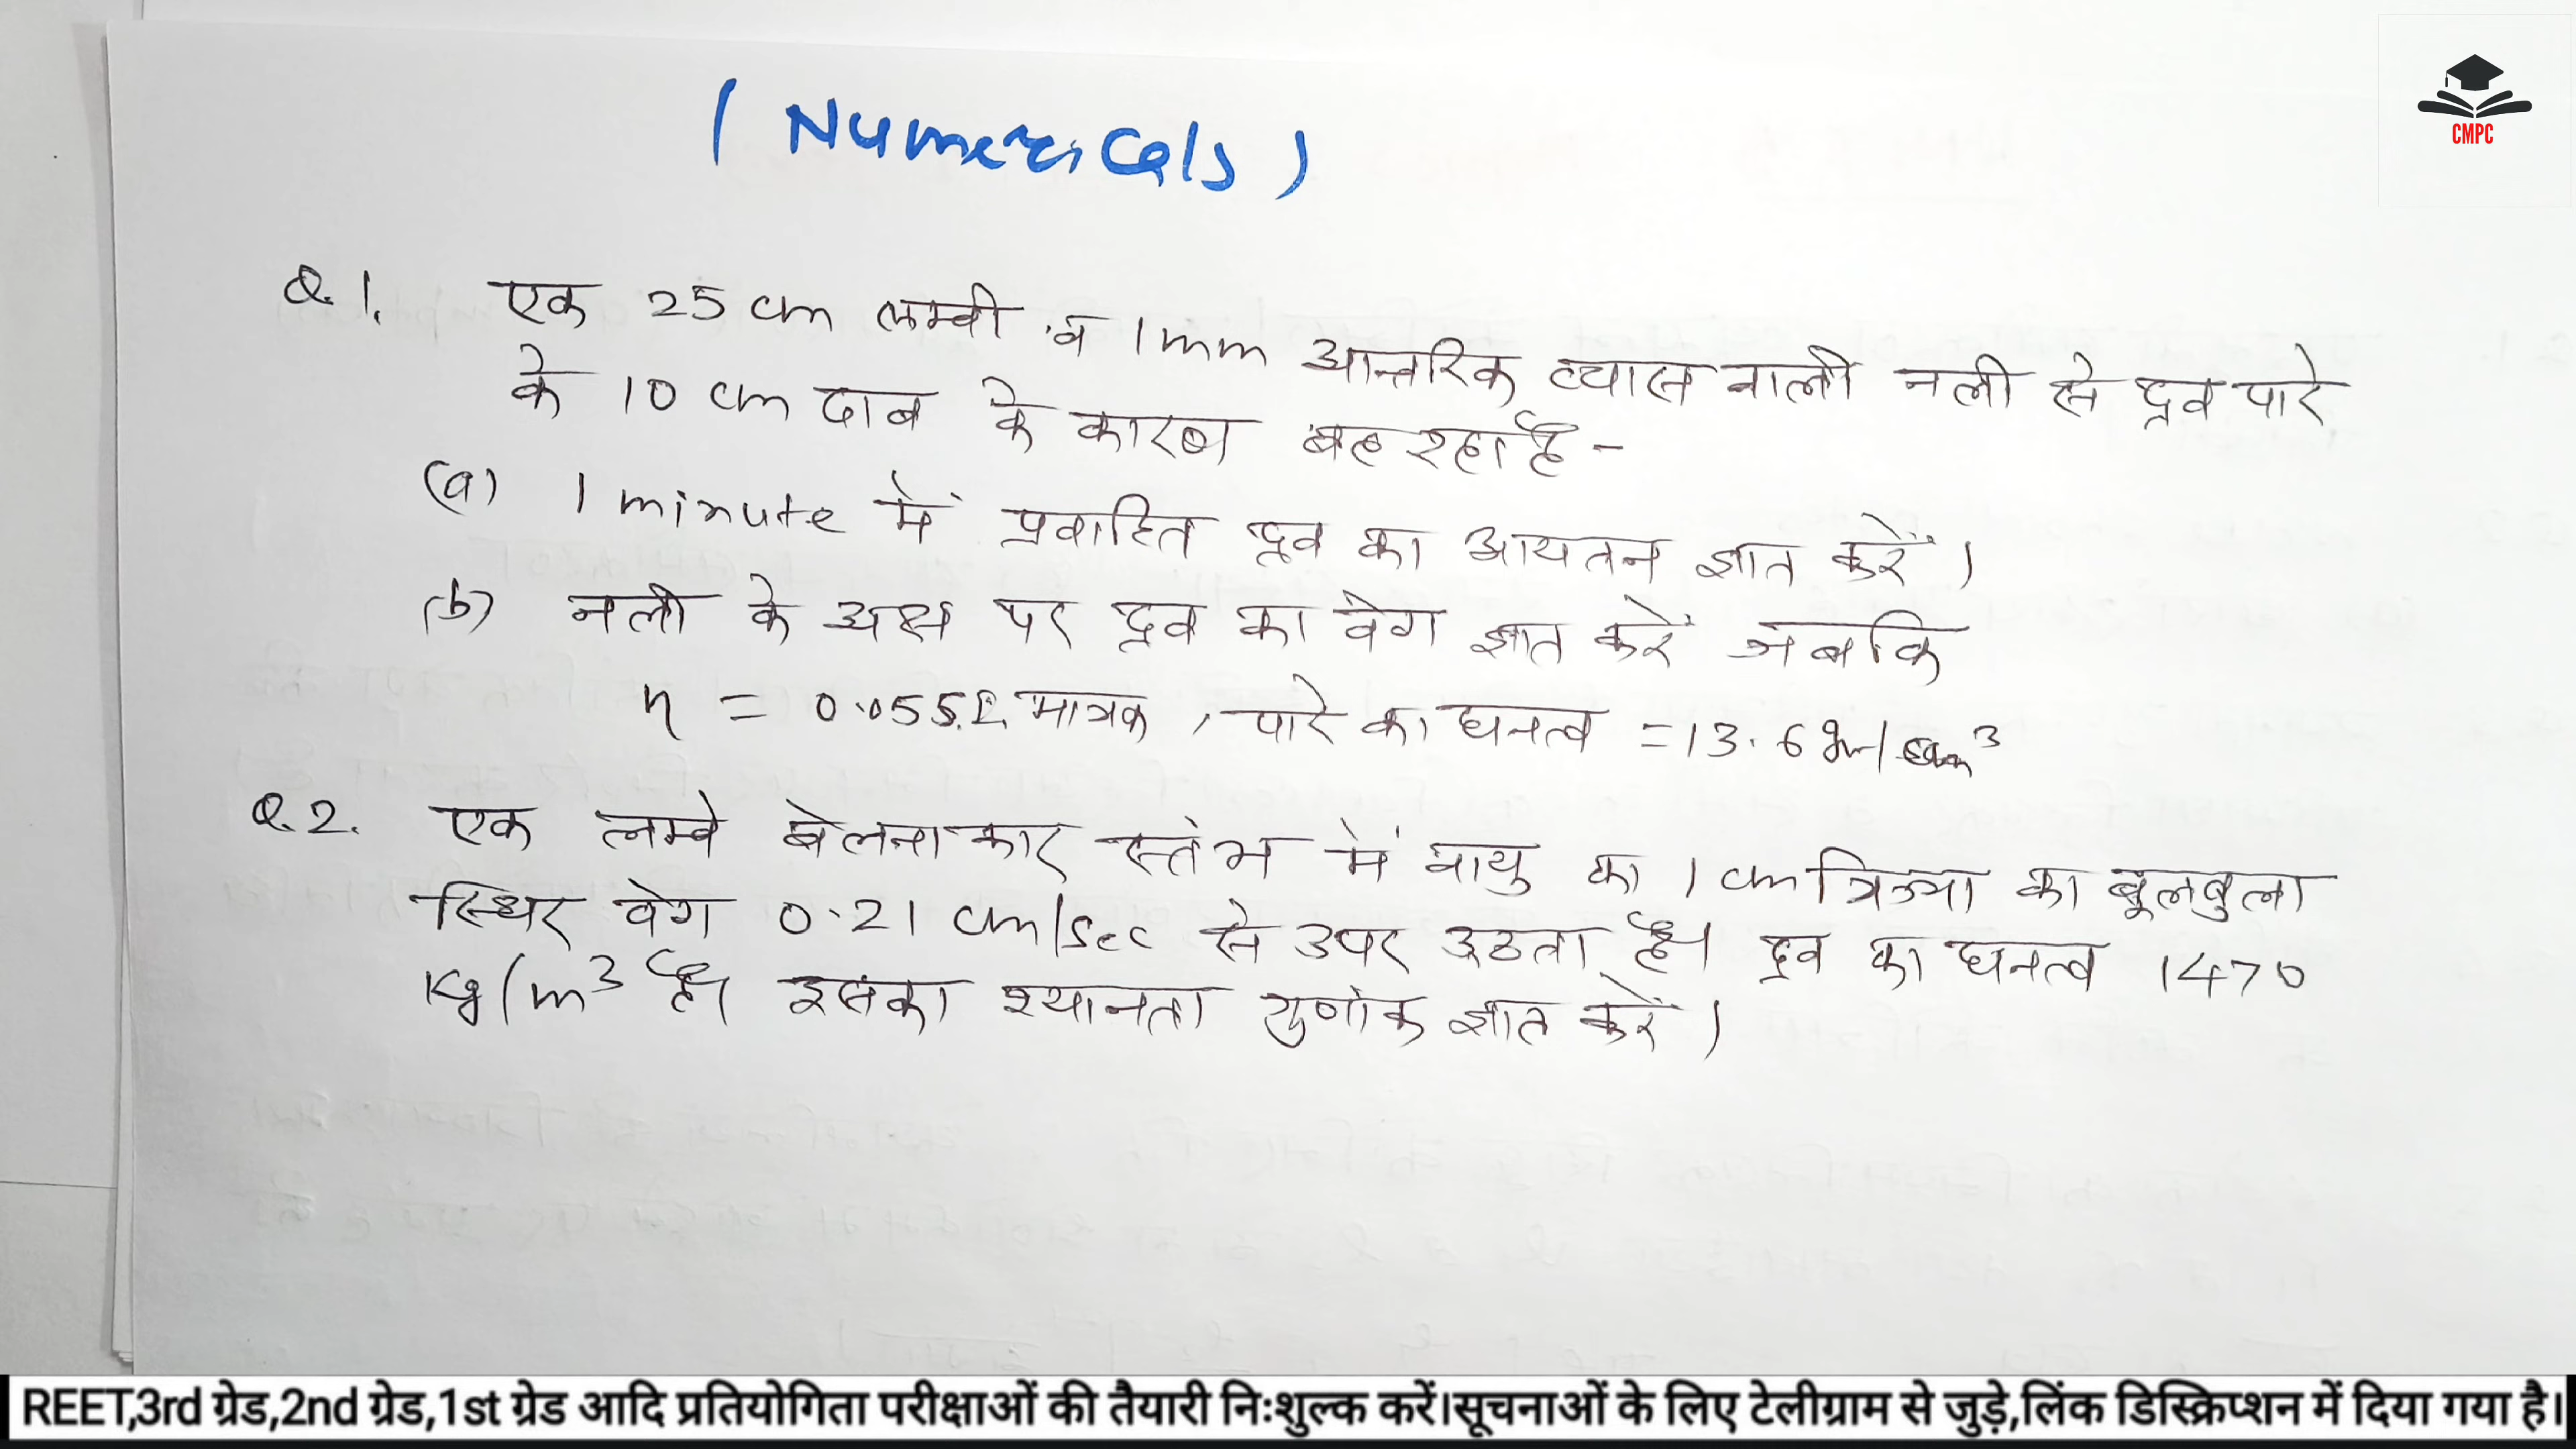 CMPC
( Numericals )
Q.1. एक 25 cm लम्बी व 1mm आन्तरिक व्यास वाली नली से द्रव पारे
के 10 cm दाब के कारण बह रहा है -
(a) 1 minute में प्रवाहित द्रव का आयतन ज्ञात करें।
(b) नली के अक्ष पर द्रव का वेग ज्ञात करें जबकि
η = 0.05 S.I. मात्रक, पारे का घनत्व = 13.6 gm/cm³
Q.2. एक लम्बे बेलनाकार स्तंभ में वायु का 1 cm त्रिज्या का बुलबुला
स्थिर वेग 0.21 cm/sec से उपर उठता है। द्रव का घनत्व 1470
Kg/m³ है। इसका श्यानता गुणांक ज्ञात करें।
REET,3rd ग्रेड,2nd ग्रेड,1st ग्रेड आदि प्रतियोगिता परीक्षाओं की तैयारी निःशुल्क करें।सूचनाओं के लिए टेलीग्राम से जुड़े,लिंक डिस्क्रिप्शन में दिया गया है।